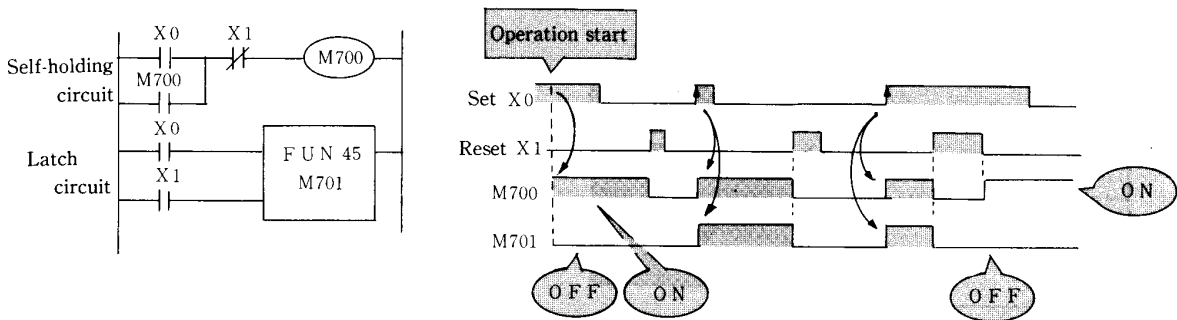 X0
X1
M700
Self-holding
circuit
M700
X0
Latch
circuit
X1
FUN 45
M701
Operation start
Set X0
Reset X1
M700
M701
OFF
ON
OFF
ON